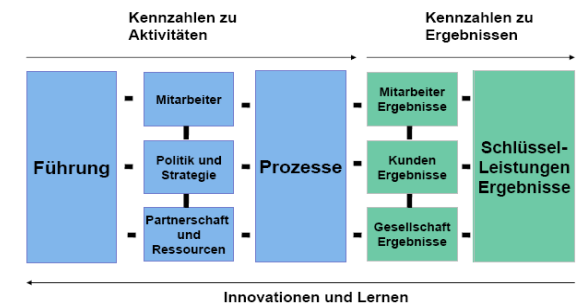 Kennzahlen zu
Aktivitäten
Kennzahlen zu
Ergebnissen
Führung
Mitarbeiter
Politik und
Strategie
Partnerschaft
und
Ressourcen
Prozesse
Mitarbeiter
Ergebnisse
Kunden
Ergebnisse
Gesellschaft
Ergebnisse
Schlüssel-
Leistungen
Ergebnisse
Innovationen und Lernen